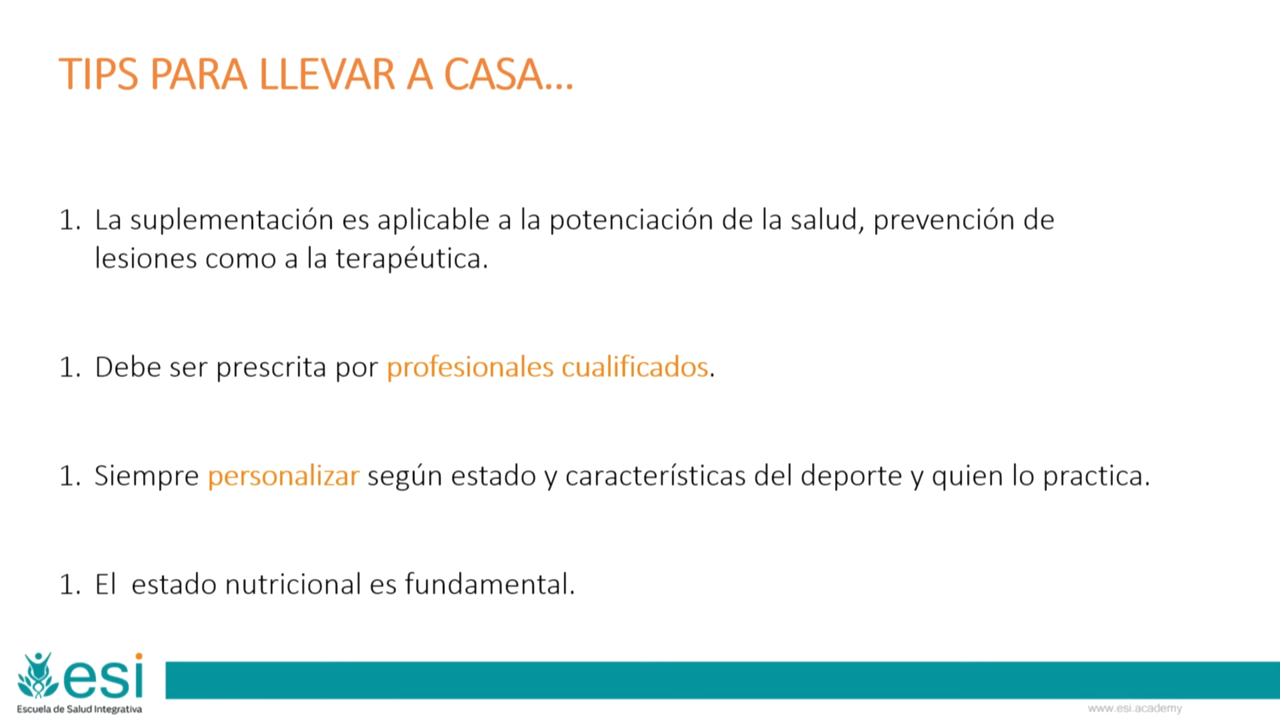 TIPS PARA LLEVAR A CASA...
1. La suplementación es aplicable a la potenciación de la salud, prevención de
lesiones como a la terapéutica.
1. Debe ser prescrita por profesionales cualificados.
1. Siempre personalizar según estado y características del deporte y quien lo practica.
1. El  estado nutricional es fundamental.
esi
Escuela de Salud Integrativa
www.esi.academy